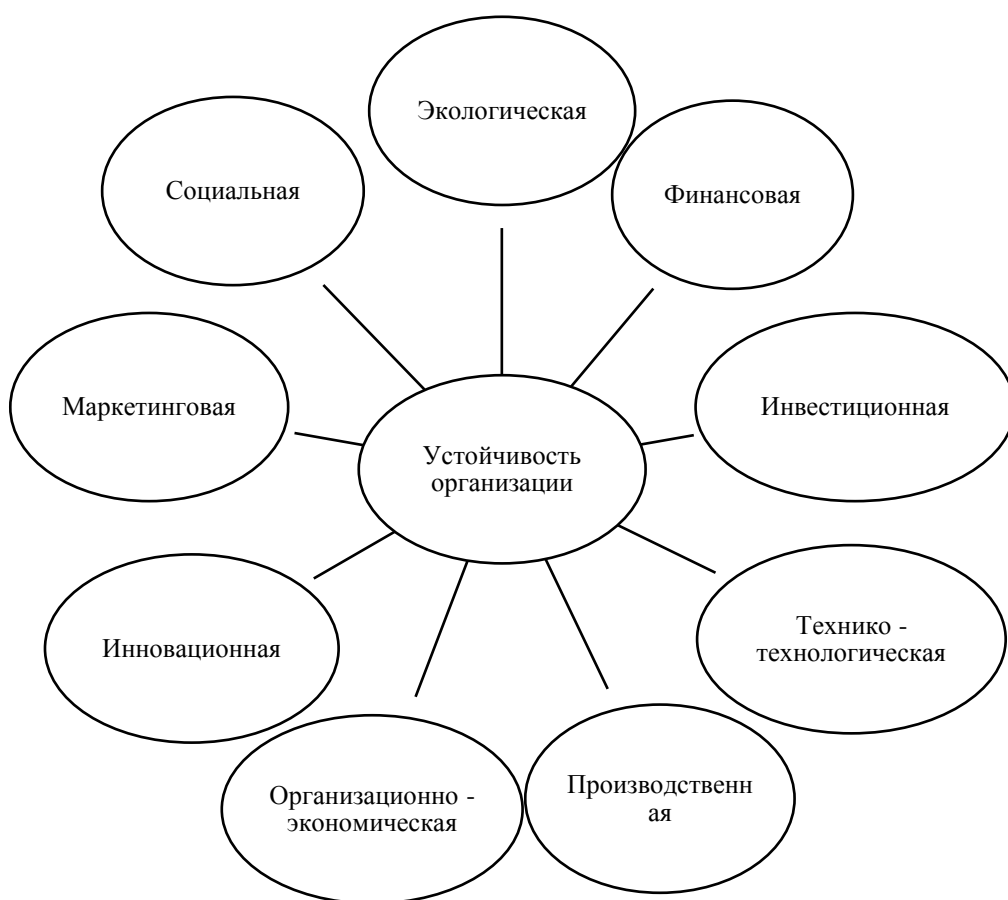 Экологическая
Социальная
Финансовая
Маркетинговая
Инвестиционная
Устойчивость
организации
Технико -
технологическая
Инновационная
Организационно -
экономическая
Производственн
ая